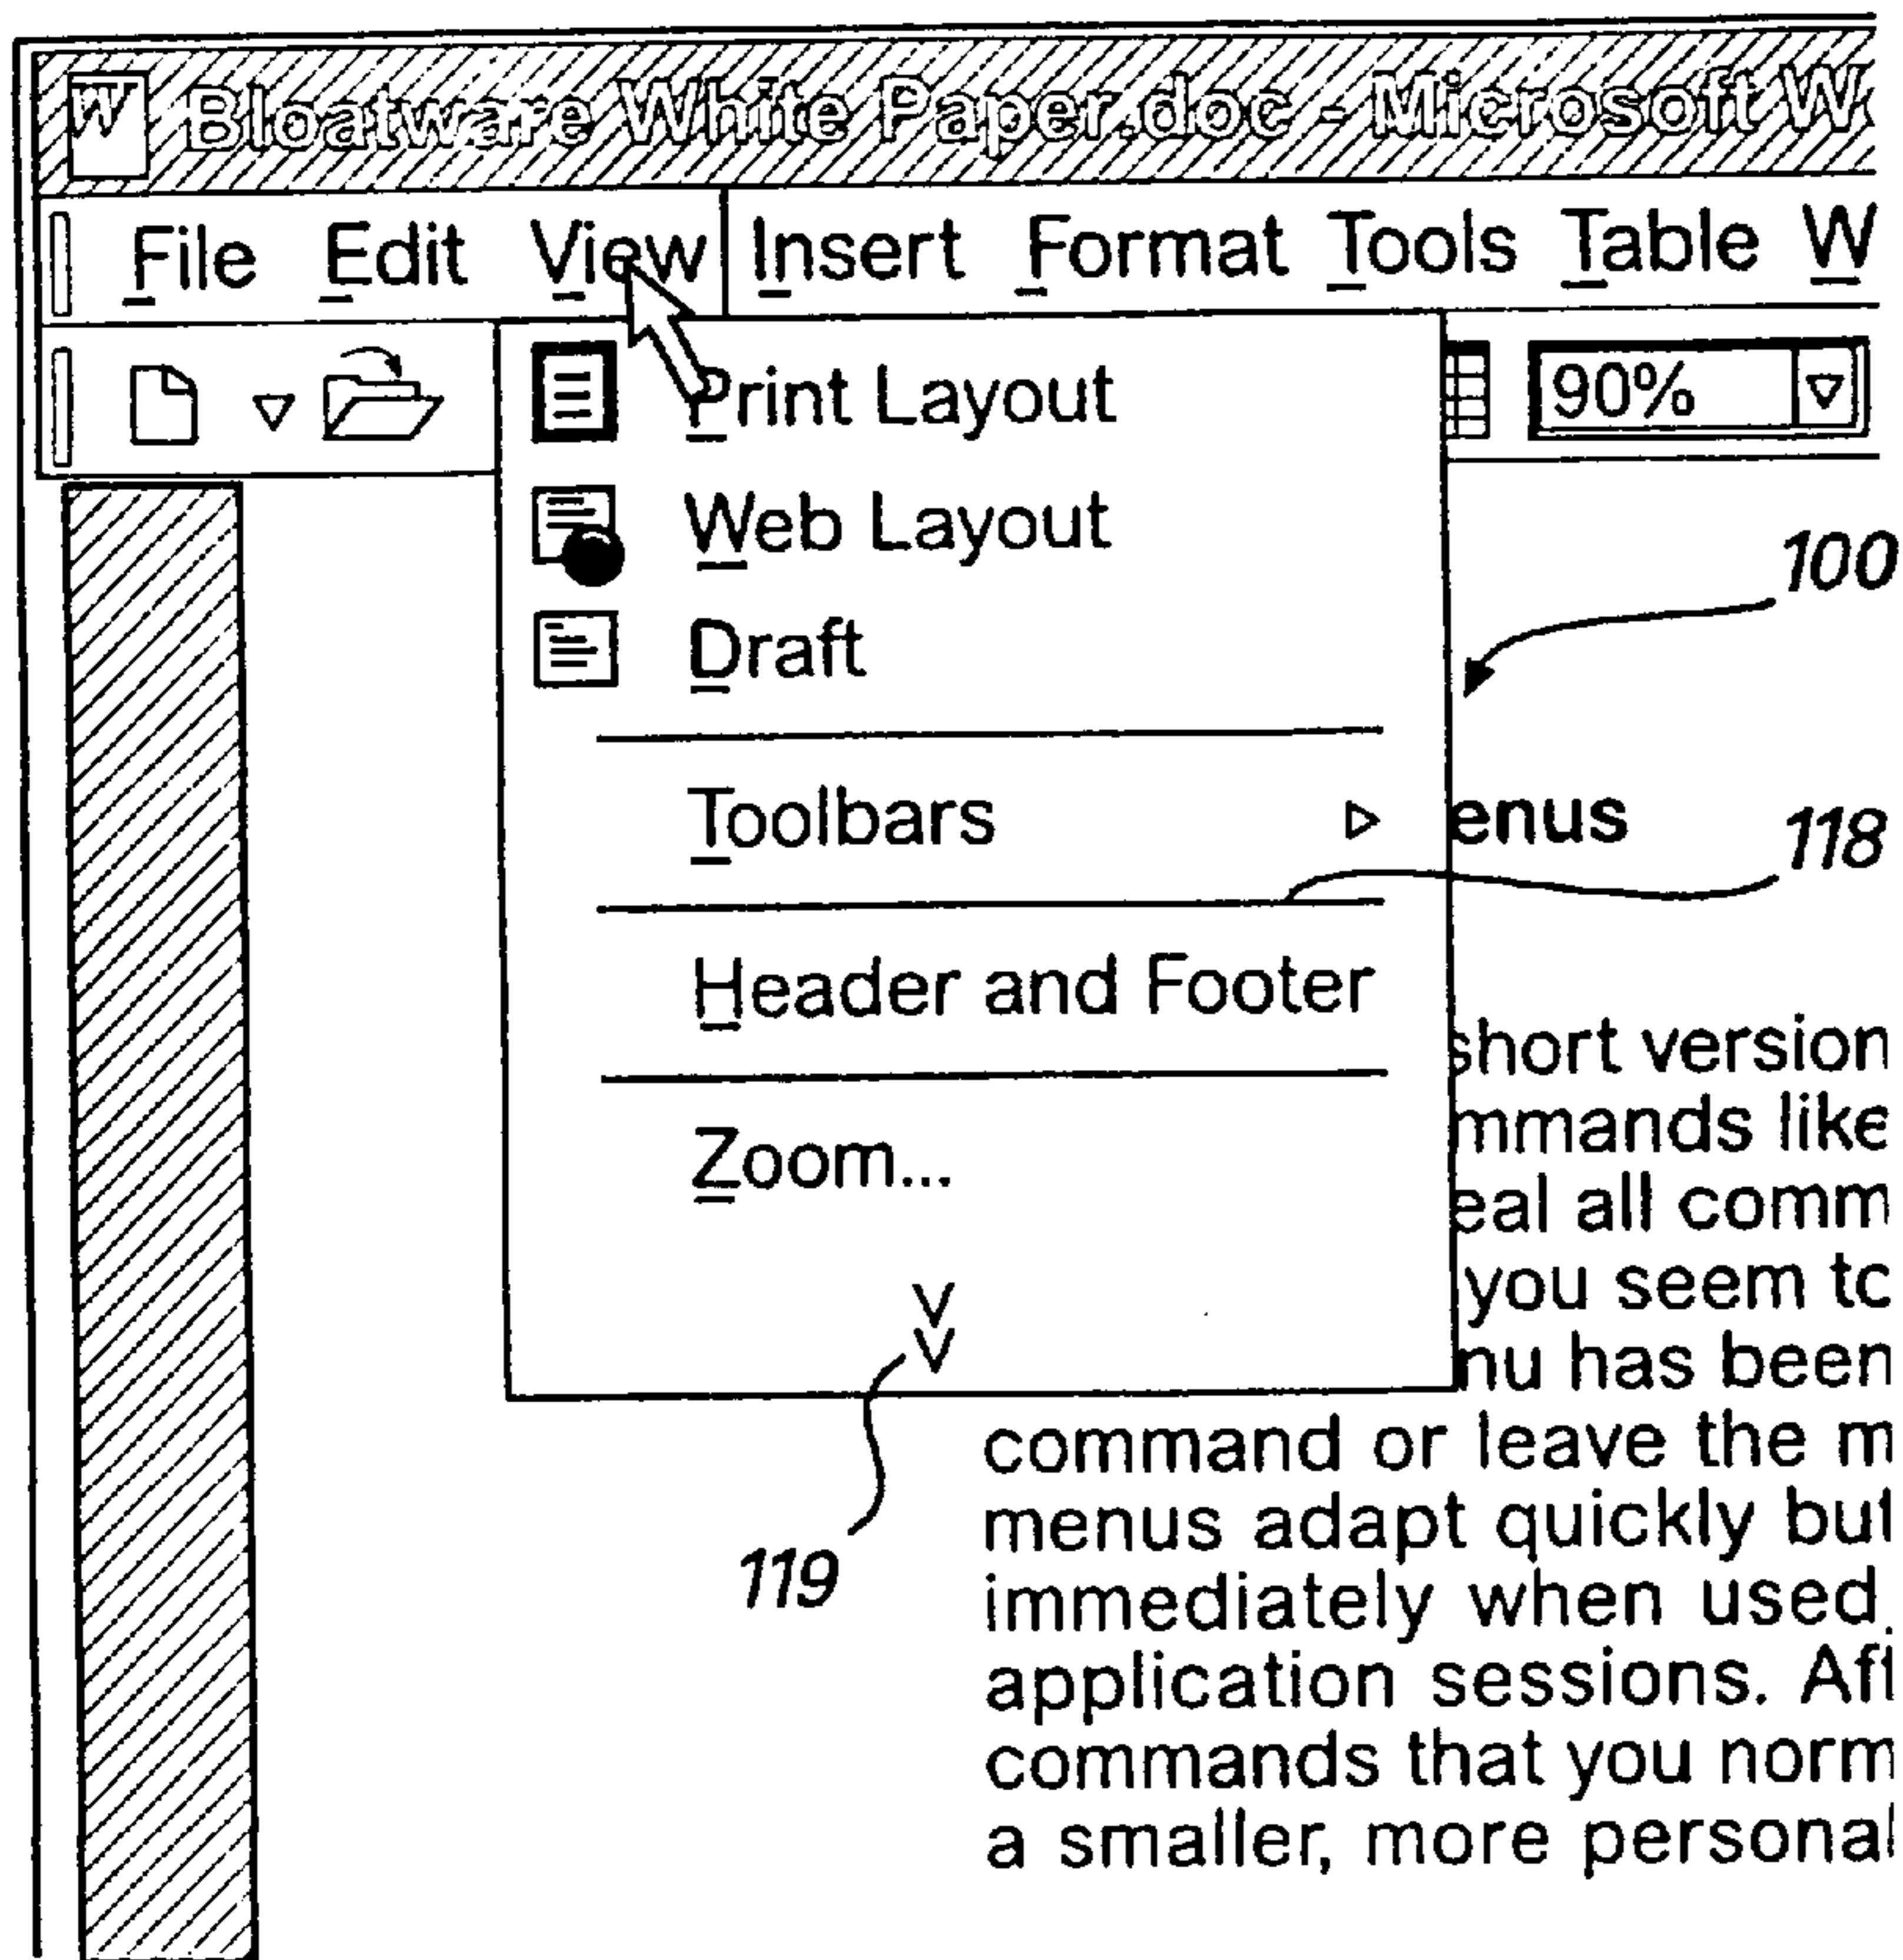 W Bloatware White Paper.doc - Microsoft W
File Edit View Insert Format Tools Table W
90%
Print Layout
Web Layout
Draft
100
Toolbars
enus
118
Header and Footer
short version
mmands like
Zoom...
eal all comm
you seem to
nu has been
command or leave the m
menus adapt quickly but
119
immediately when used
application sessions. Aft
commands that you norm
a smaller, more personal